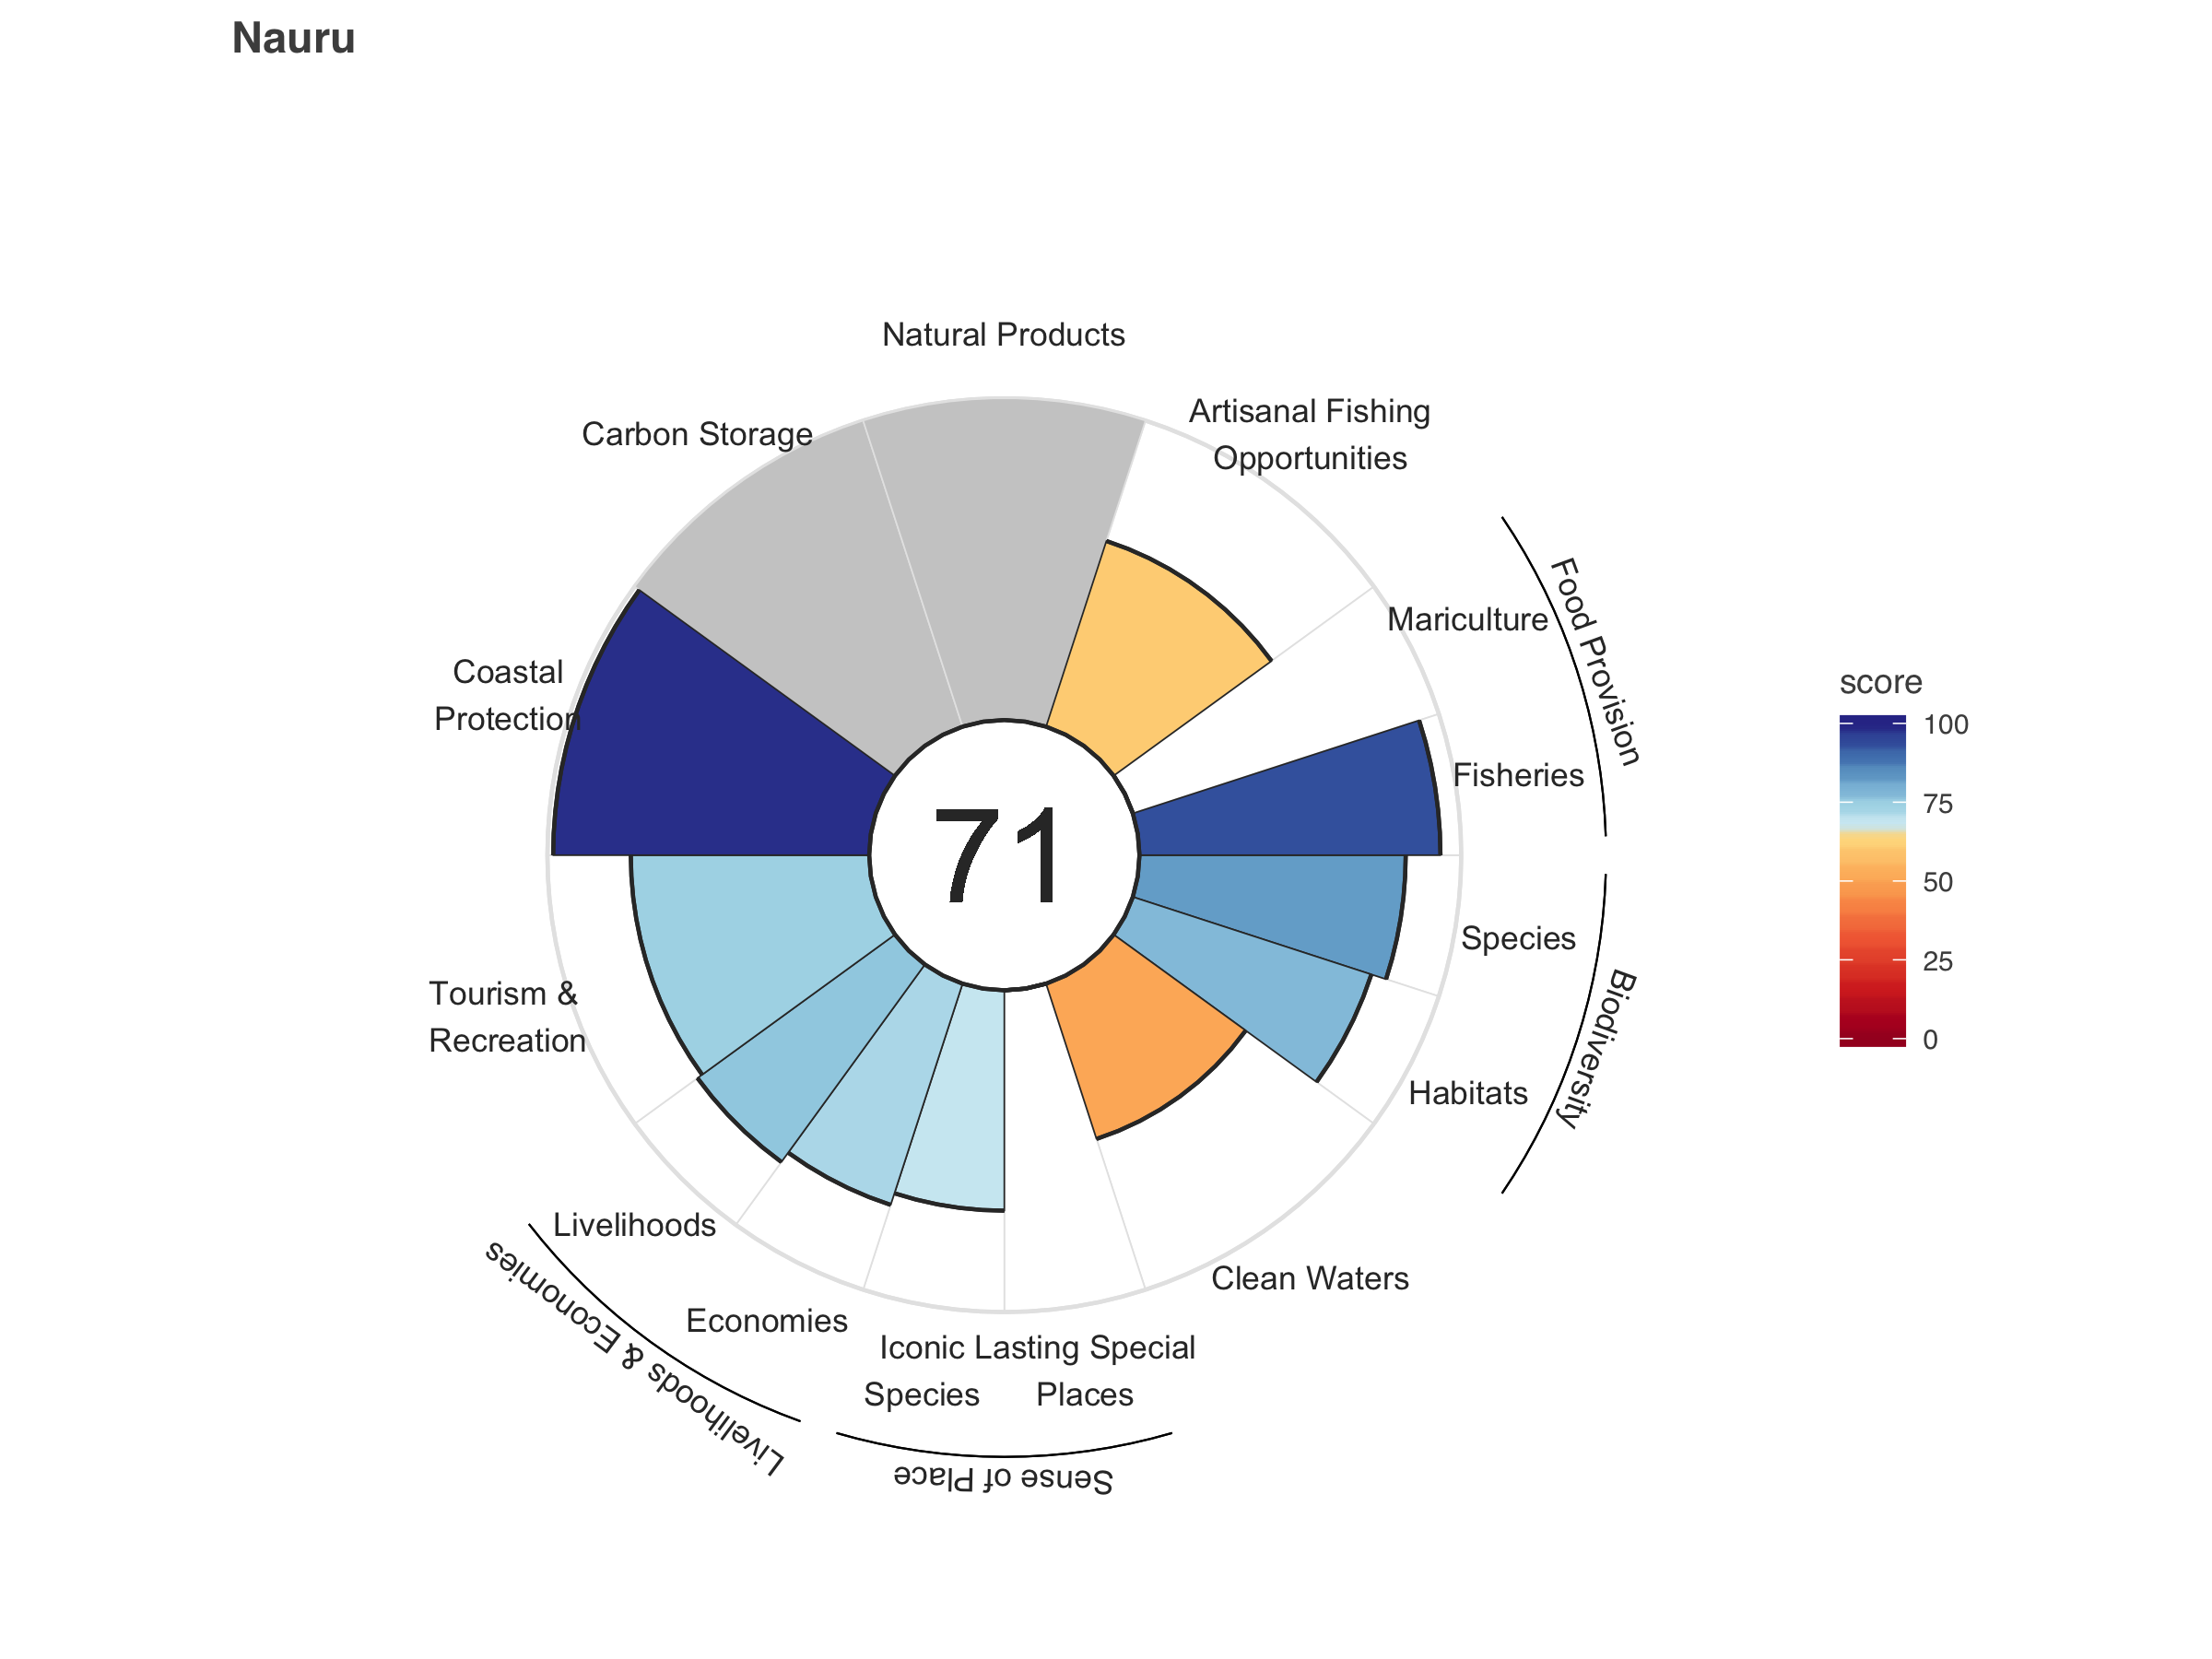 Nauru
Natural Products
Artisanal Fishing
Opportunities
Carbon Storage
Mariculture
Food Provision
Coastal
Protection
Fisheries
71
Species
Biodiversity
Habitats
Tourism &
Recreation
Livelihoods
Livelihoods & Economies
Economies
Clean Waters
Iconic
Species
Lasting Special
Places
Sense of Place
score
100
75
50
25
0